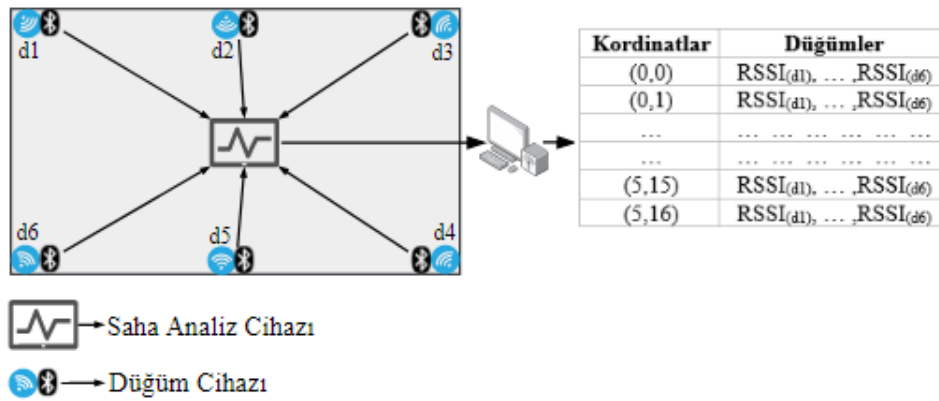 d1 d2 d3
d6 d5 d4
Kordinatlar Düğümler
(0,0) RSSI(d1), ... ,RSSI(d6)
(0,1) RSSI(d1), ... ,RSSI(d6)
... ... ... ... ... ... ...
... ... ... ... ... ... ...
(5,15) RSSI(d1), ... ,RSSI(d6)
(5,16) RSSI(d1), ... ,RSSI(d6)
Saha Analiz Cihazı
Düğüm Cihazı